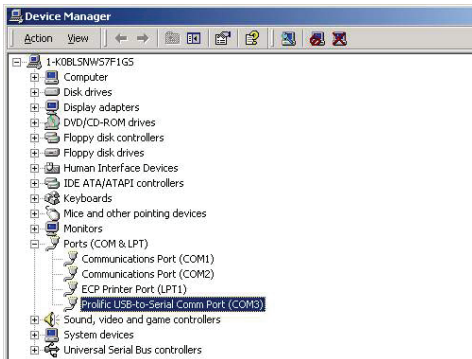 Device Manager
Action View
1-K0BLSNWS7F1GS
Computer
Disk drives
Display adapters
DVD/CD-ROM drives
Floppy disk controllers
Floppy disk drives
Human Interface Devices
IDE ATA/ATAPI controllers
Keyboards
Mice and other pointing devices
Monitors
Ports (COM & LPT)
Communications Port (COM1)
Communications Port (COM2)
ECP Printer Port (LPT1)
Prolific USB-to-Serial Comm Port (COM3)
Sound, video and game controllers
System devices
Universal Serial Bus controllers